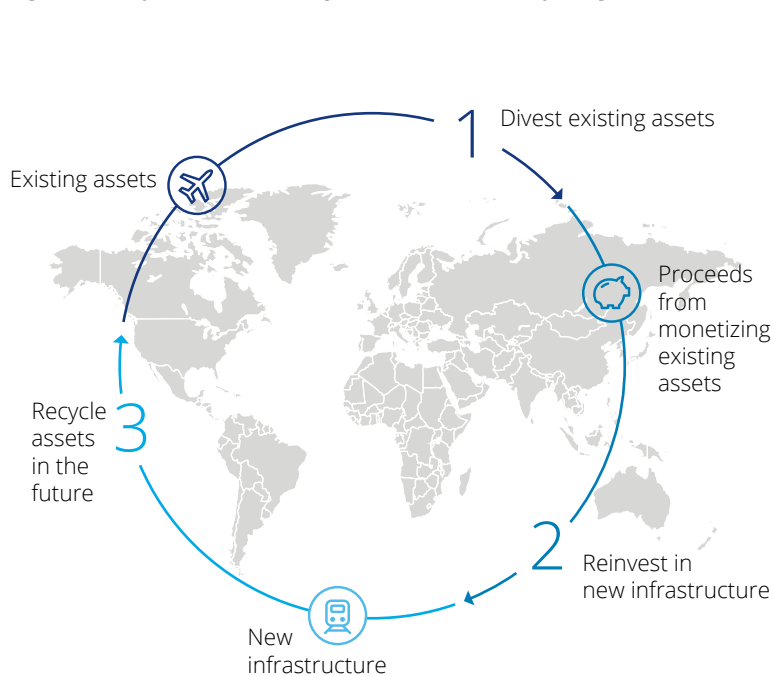 1
Divest existing assets
Existing assets
Proceeds
from
monetizing
existing
assets
2
Reinvest in
new infrastructure
New
infrastructure
3
Recycle
assets
in the
future